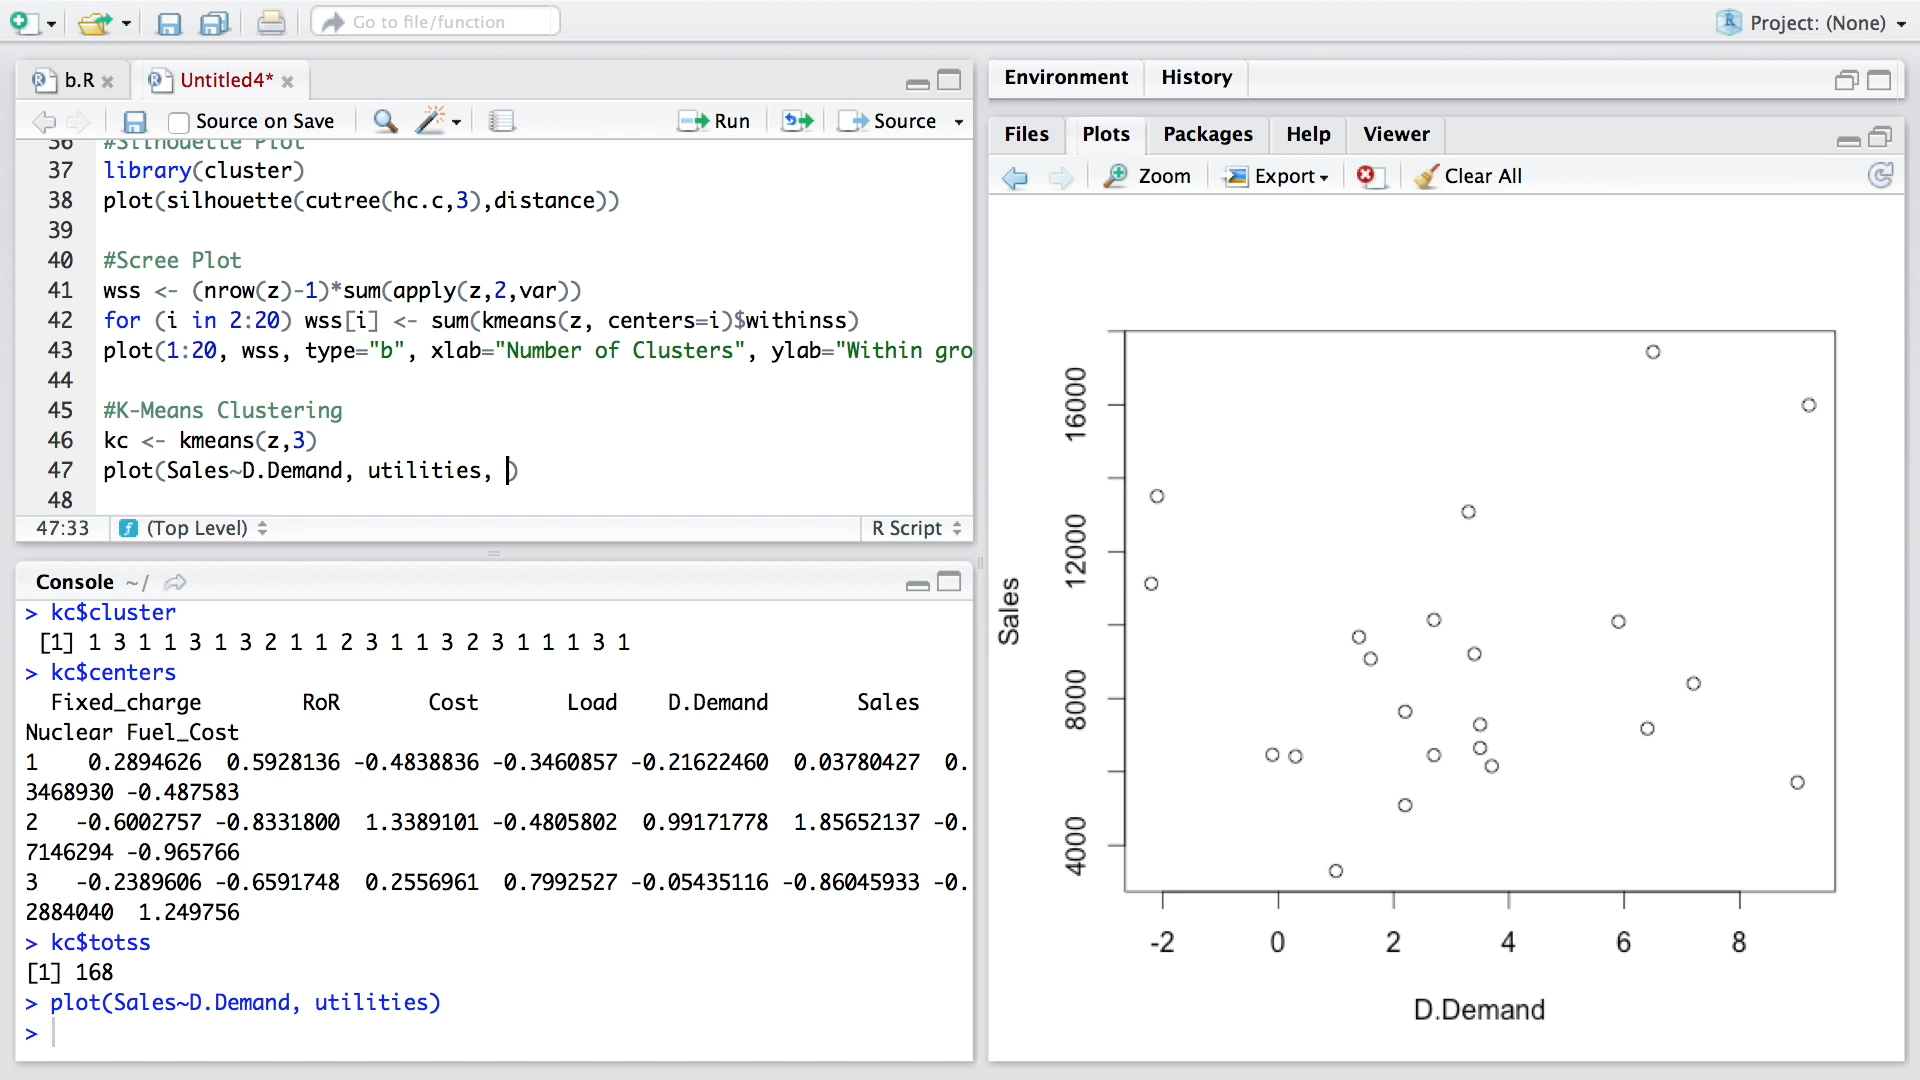 Go to file/function
Project: (None)
b.R
Untitled4*
Source on Save
Run
Source
36 #Silhouette Plot
37 library(cluster)
38 plot(silhouette(cutree(hc.c,3),distance))
39
40 #Scree Plot
41 wss <- (nrow(z)-1)*sum(apply(z,2,var))
42 for (i in 2:20) wss[i] <- sum(kmeans(z, centers=i)$withinss)
43 plot(1:20, wss, type="b", xlab="Number of Clusters", ylab="Within gro
44
45 #K-Means Clustering
46 kc <- kmeans(z,3)
47 plot(Sales~D.Demand, utilities, )
48
47:33 (Top Level) R Script
Console ~/
> kc$cluster
[1] 1 3 1 1 3 1 3 2 1 1 2 3 1 1 3 2 3 1 1 1 3 1
> kc$centers
Fixed_charge RoR Cost Load D.Demand Sales
Nuclear Fuel_Cost
1 0.2894626 0.5928136 -0.4838836 -0.3460857 -0.21622460 0.03780427 0.
3468930 -0.487583
2 -0.6002757 -0.8331800 1.3389101 -0.4805802 0.99171778 1.85652137 -0.
7146294 -0.965766
3 -0.2389606 -0.6591748 0.2556961 0.7992527 -0.05435116 -0.86045933 -0.
2884040 1.249756
> kc$totss
[1] 168
> plot(Sales~D.Demand, utilities)
>
Environment History
Files Plots Packages Help Viewer
Zoom Export Clear All
Sales
16000
12000
8000
4000
-2 0 2 4 6 8
D.Demand